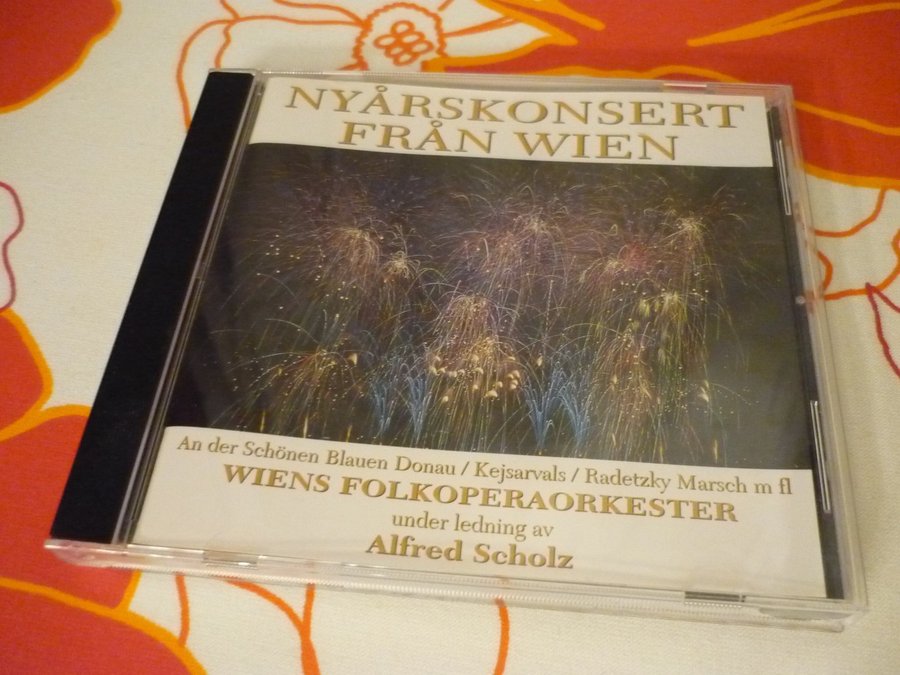 NYÅRSKONSERT
FRÅN WIEN
An der Schönen Blauen Donau / Kejsarvals / Radetzky Marsch m fl
WIENS FOLKOPERAORKESTER
under ledning av
Alfred Scholz